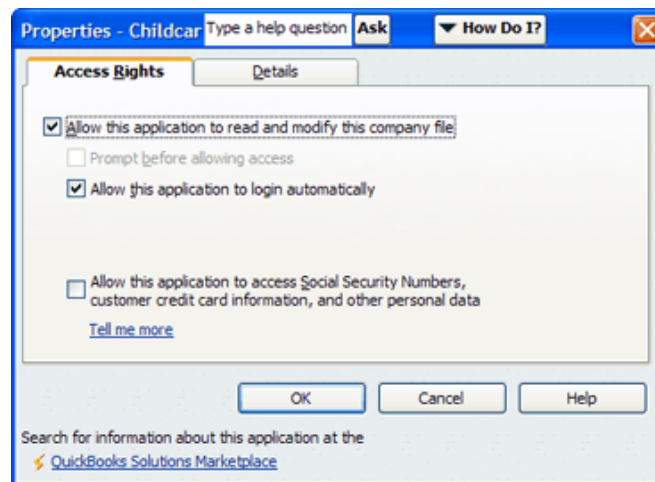 Properties - Childcar Type a help question Ask How Do I?
Access Rights Details
Allow this application to read and modify this company file
Prompt before allowing access
Allow this application to login automatically
Allow this application to access Social Security Numbers,
customer credit card information, and other personal data
Tell me more
OK Cancel Help
Search for information about this application at the
QuickBooks Solutions Marketplace